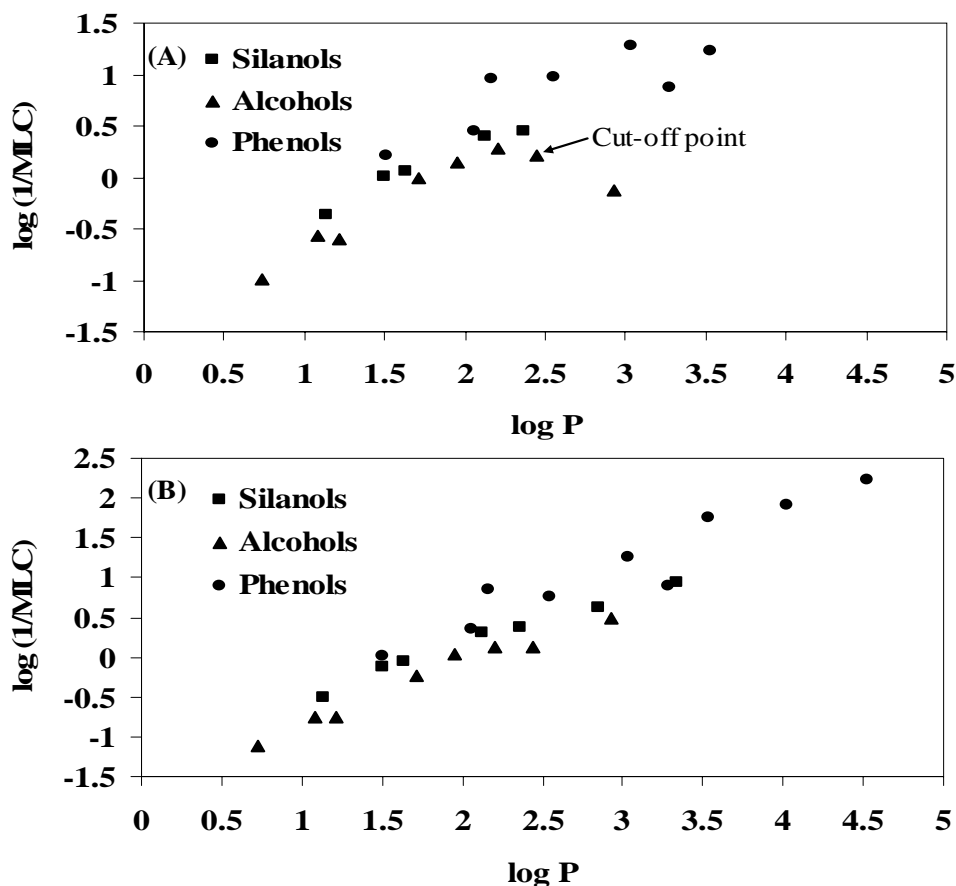 1.5
(A)
Silanols
1
Alcohols
Phenols
0.5
Cut-off point
0
-0.5
-1
-1.5
log (1/MLC)
0 0.5 1 1.5 2 2.5 3 3.5 4 4.5 5
log P
2.5
(B)
Silanols
2
Alcohols
1.5
Phenols
1
0.5
0
-0.5
-1
-1.5
log (1/MLC)
0 0.5 1 1.5 2 2.5 3 3.5 4 4.5 5
log P